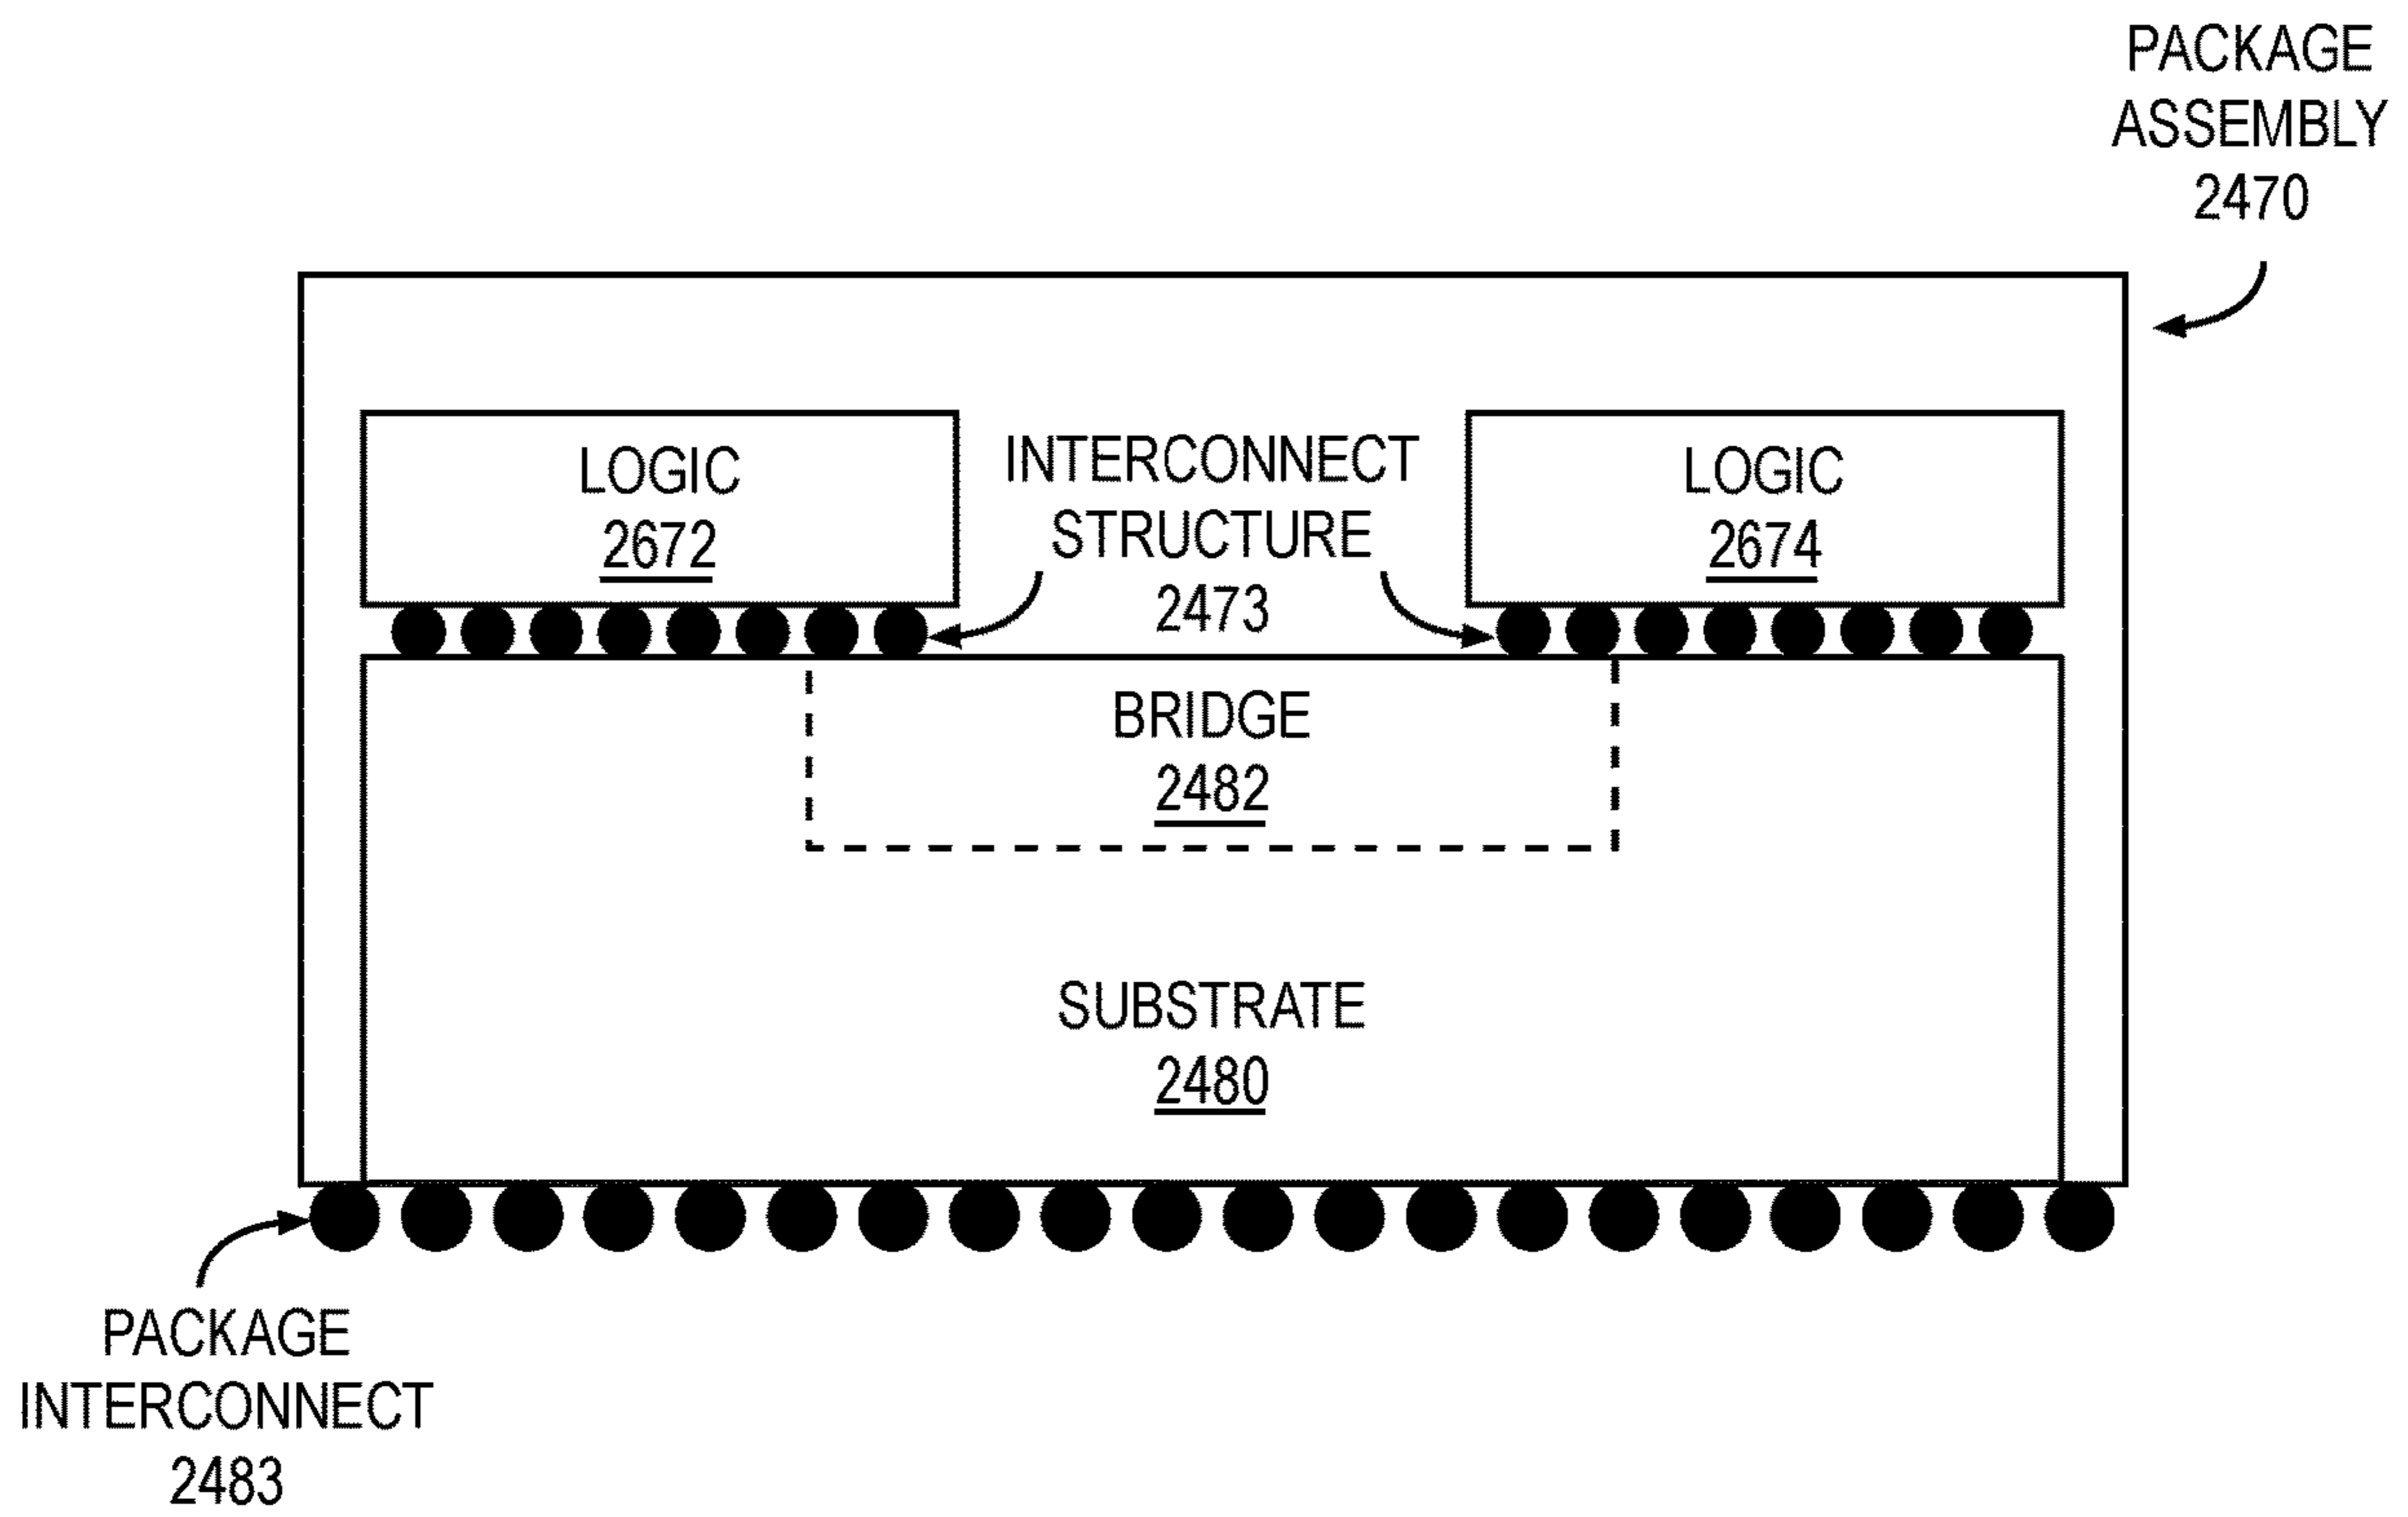 PACKAGE
ASSEMBLY
2470
LOGIC
2672
INTERCONNECT
STRUCTURE
2473
LOGIC
2674
BRIDGE
2482
SUBSTRATE
2480
PACKAGE
INTERCONNECT
2483